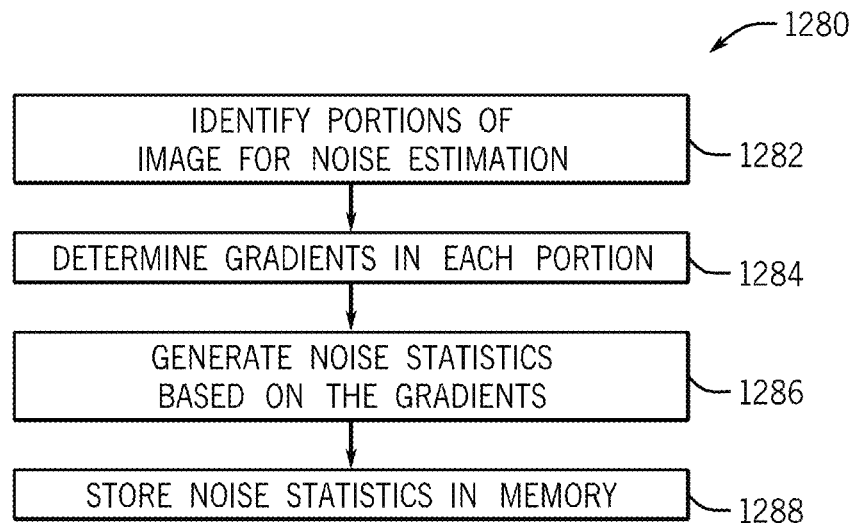 1280
IDENTIFY PORTIONS OF
IMAGE FOR NOISE ESTIMATION
1282
DETERMINE GRADIENTS IN EACH PORTION
1284
GENERATE NOISE STATISTICS
BASED ON THE GRADIENTS
1286
STORE NOISE STATISTICS IN MEMORY
1288